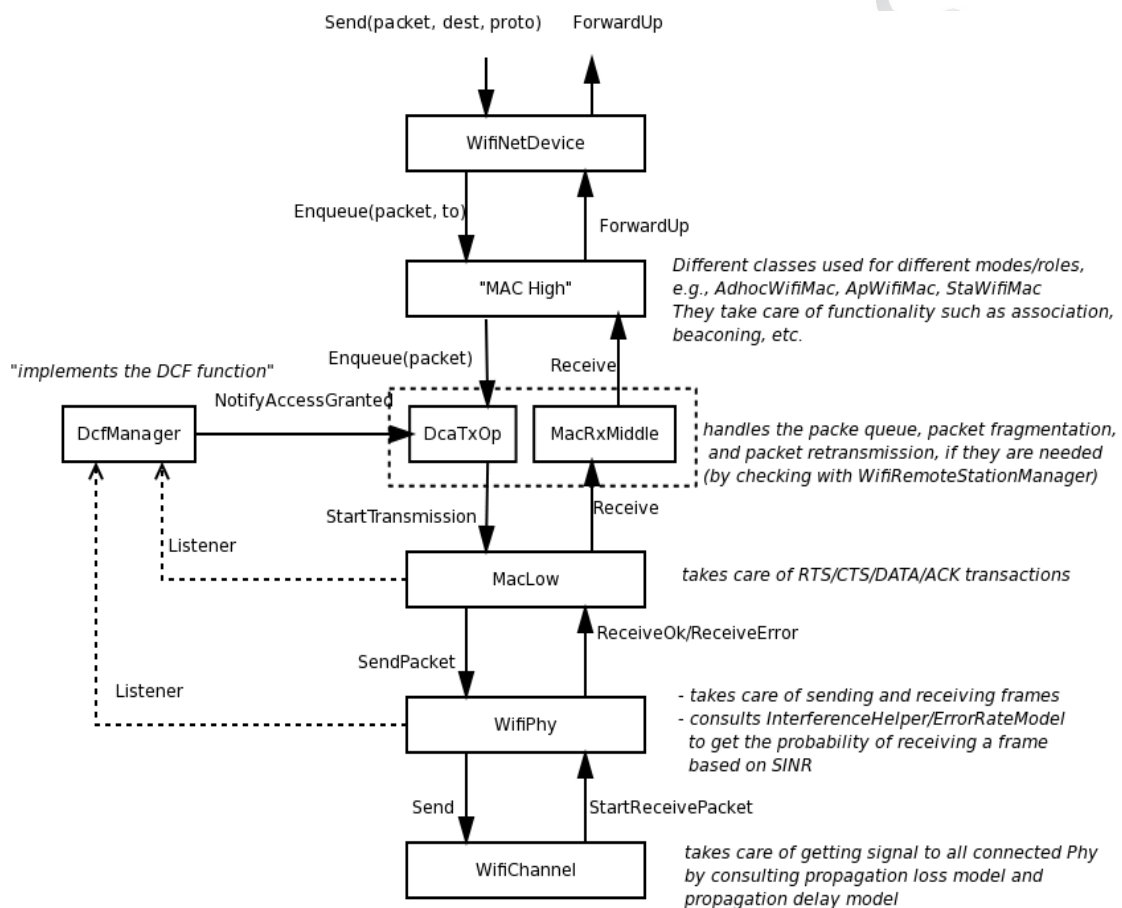 Send(packet, dest, proto)
ForwardUp
WifiNetDevice
Enqueue(packet, to)
ForwardUp
"MAC High"
Different classes used for different modes/roles,
e.g., AdhocWifiMac, ApWifiMac, StaWifiMac
They take care of functionality such as association,
beaconing, etc.
Enqueue(packet)
Receive
"implements the DCF function"
NotifyAccessGranted
DcfManager
DcaTxOp
MacRxMiddle
handles the packe queue, packet fragmentation,
and packet retransmission, if they are needed
(by checking with WifiRemoteStationManager)
StartTransmission
Receive
Listener
MacLow
takes care of RTS/CTS/DATA/ACK transactions
ReceiveOk/ReceiveError
SendPacket
Listener
WifiPhy
- takes care of sending and receiving frames
- consults InterferenceHelper/ErrorRateModel
to get the probability of receiving a frame
based on SINR
Send
StartReceivePacket
WifiChannel
takes care of getting signal to all connected Phy
by consulting propagation loss model and
propagation delay model